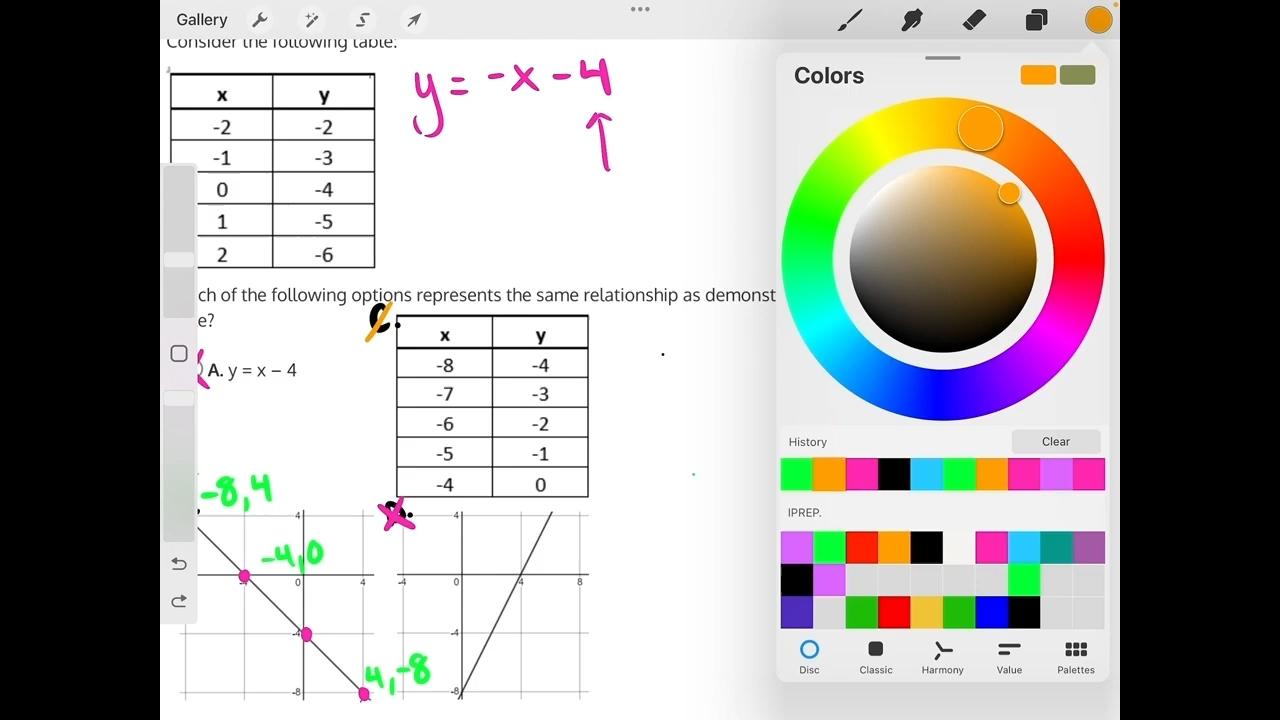 Gallery
Colors
Consider the following table:
y = -x - 4
x y
-2 -2
-1 -3
0 -4
1 -5
2 -6
ch of the following options represents the same relationship as demonst
e?
C.
x y
-8 -4
-7 -3
-6 -2
-5 -1
-4 0
A. y = x – 4
-8,4
-4,0
4,-8
4
-4 0 4
-4
-8
4
-4 0 4 8
-4
-8
History
Clear
IPREP.
Disc Classic Harmony Value Palettes